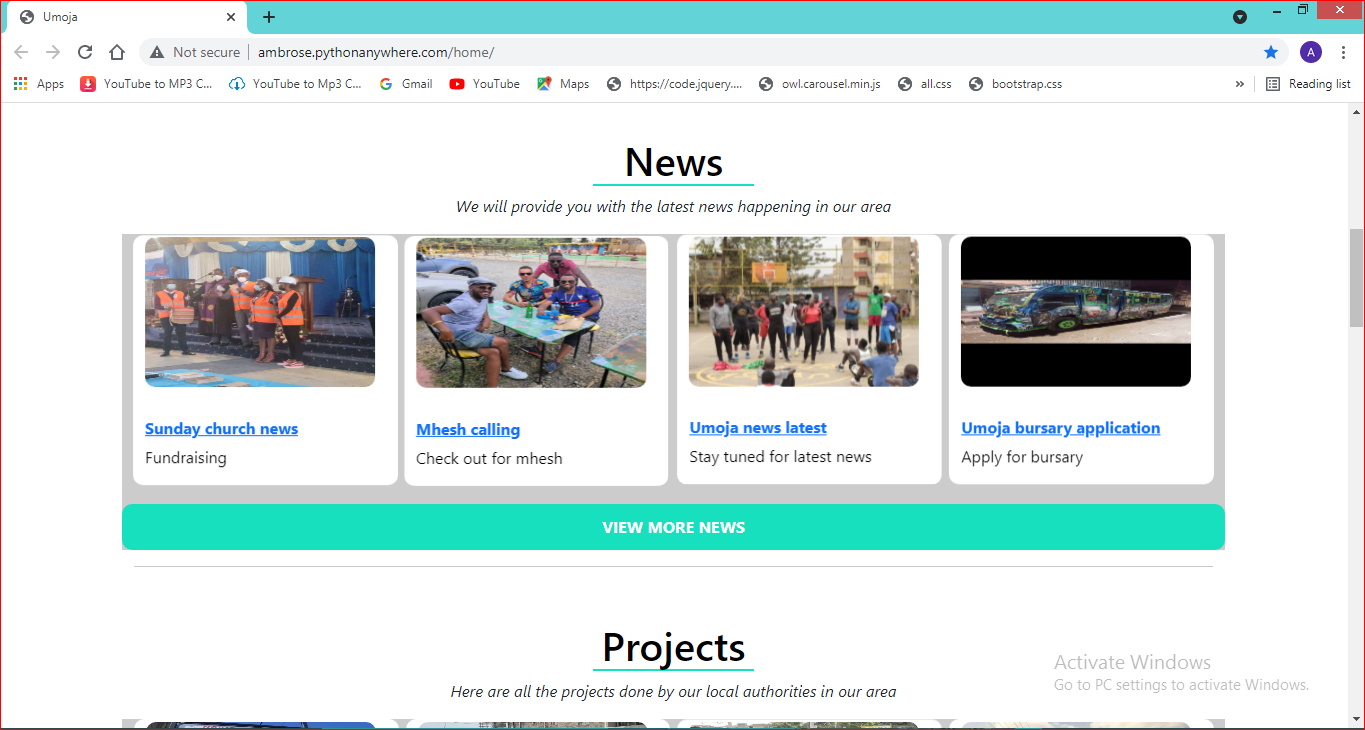 Umoja
Not secure
ambrose.pythonanywhere.com/home/
A
Apps
YouTube to MP3 C...
YouTube to Mp3 C...
Gmail
YouTube
Maps
https://code.jquery....
owl.carousel.min.js
all.css
bootstrap.css
»
Reading list
News
We will provide you with the latest news happening in our area
Sunday church news
Fundraising
Mhesh calling
Check out for mhesh
Umoja news latest
Stay tuned for latest news
Umoja bursary application
Apply for bursary
VIEW MORE NEWS
Projects
Here are all the projects done by our local authorities in our area
Activate Windows
Go to PC settings to activate Windows.